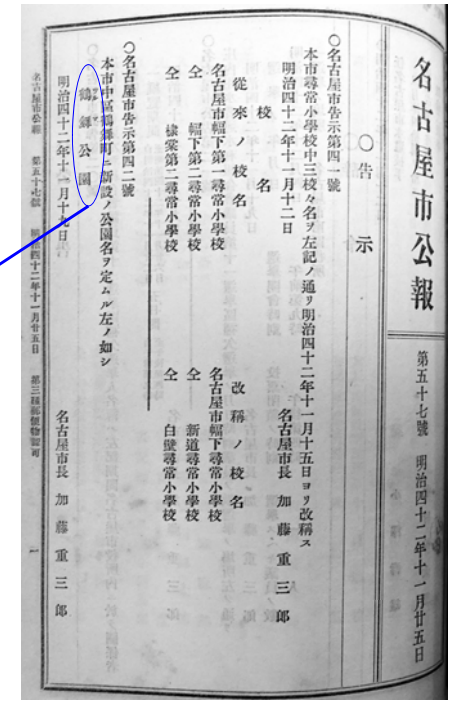 名古屋市公報
第五十七號　明治四十二年十一月廿五日
〇告示
〇名古屋市告示第四一號
本市尋常小學校中三校々名ヲ左記ノ通リ明治四十二年十一月十五日ヨリ改稱ス
明治四十二年十一月十二日
名古屋市長　加藤重三郎
校名
從來ノ校名　改稱ノ校名
名古屋市幅下第一尋常小學校　名古屋市幅下尋常小學校
仝　幅下第二尋常小學校　仝　新道尋常小學校
仝　棣棠第二尋常小學校　仝　白壁尋常小學校
〇名古屋市告示第四二號
本市中區鶴舞町ニ新設ノ公園名ヲ定ムル左ノ如シ
鶴舞公園
明治四十二年十一月十九日
名古屋市長　加藤重三郎
名古屋市公報　第五十七號　明治四十二年十一月廿五日　第三種郵便物認可　一